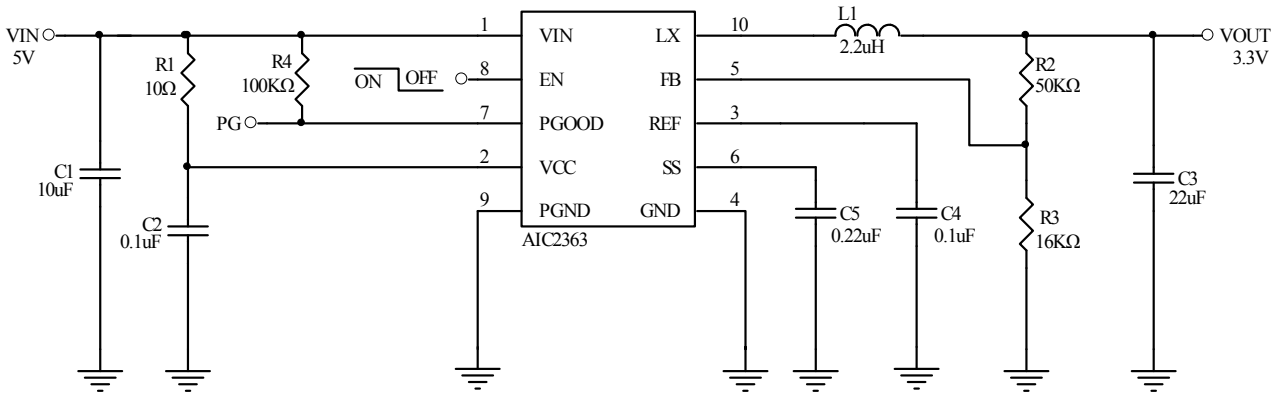 VIN
5V
1
VIN
LX
10
L1
2.2uH
VOUT
3.3V
R1
10Ω
R4
100KΩ
ON
OFF
8
EN
FB
5
R2
50KΩ
PG
7
PGOOD
REF
3
C1
10uF
2
VCC
SS
6
C3
22uF
C2
0.1uF
9
PGND
GND
4
C5
0.22uF
C4
0.1uF
R3
16KΩ
AIC2363